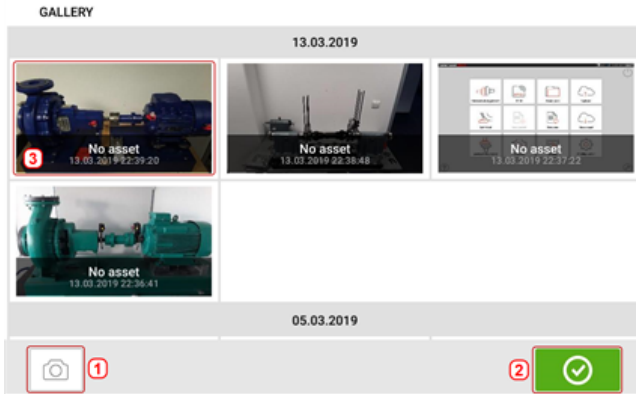 GALLERY
13.03.2019
No asset
13.03.2019 22:39:20
3
No asset
13.03.2019 22:38:48
No asset
13.03.2019 22:37:22
No asset
13.03.2019 22:36:41
05.03.2019
1
2